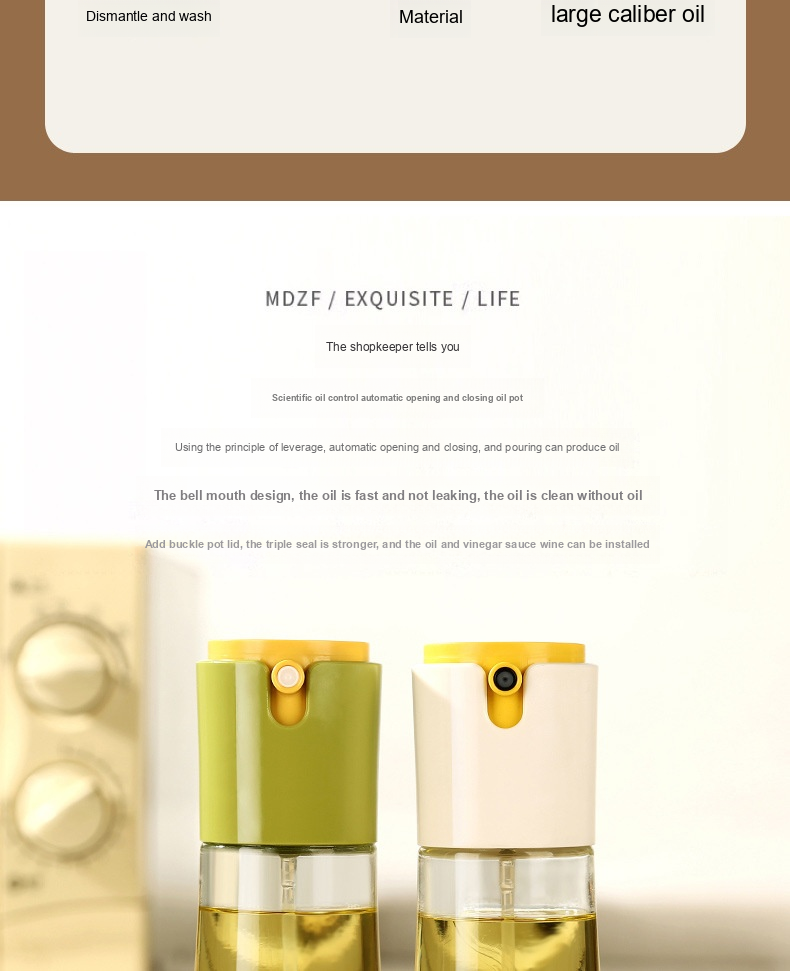 Dismantle and wash
Material
large caliber oil
MDZF / EXQUISITE / LIFE
The shopkeeper tells you
Scientific oil control automatic opening and closing oil pot
Using the principle of leverage, automatic opening and closing, and pouring can produce oil
The bell mouth design, the oil is fast and not leaking, the oil is clean without oil
Add buckle pot lid, the triple seal is stronger, and the oil and vinegar sauce wine can be installed